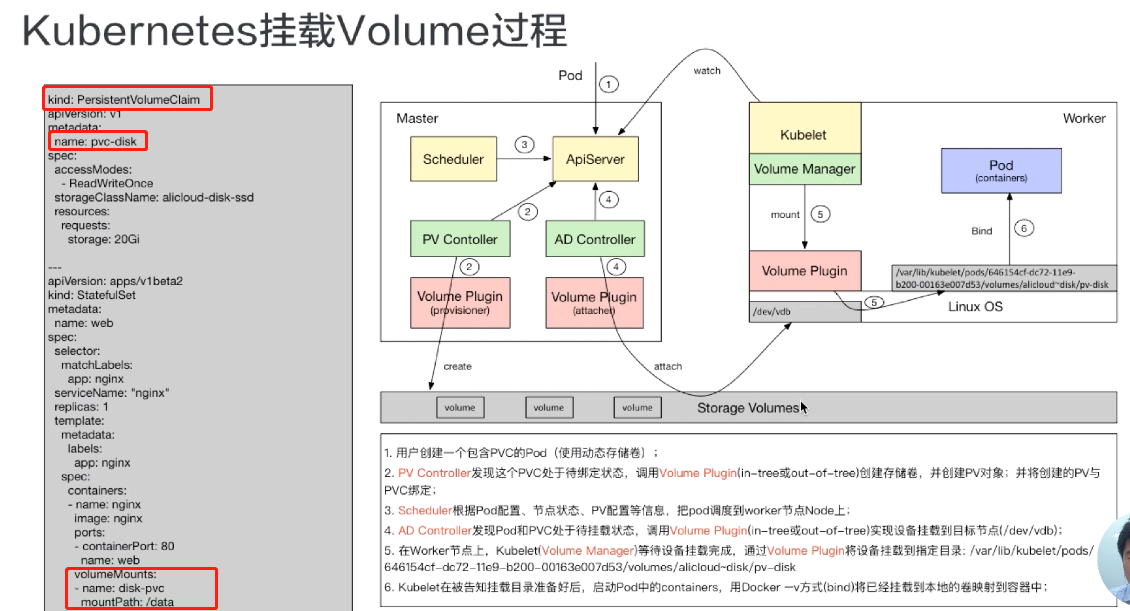 Kubernetes挂载Volume过程
kind: PersistentVolumeClaim
apiVersion: v1
metadata:
name: pvc-disk
spec:
accessModes:
- ReadWriteOnce
storageClassName: alicloud-disk-ssd
resources:
requests:
storage: 20Gi
---
apiVersion: apps/v1beta2
kind: StatefulSet
metadata:
name: web
spec:
selector:
matchLabels:
app: nginx
serviceName: "nginx"
replicas: 1
template:
metadata:
labels:
app: nginx
spec:
containers:
- name: nginx
image: nginx
ports:
- containerPort: 80
name: web
volumeMounts:
- name: disk-pvc
mountPath: /data
Pod
1
watch
Master
Scheduler
3
ApiServer
2
4
PV Contoller
AD Controller
2
4
Volume Plugin
(provisioner)
Volume Plugin
(attacher)
create
attach
Kubelet
Volume Manager
Worker
Pod
(containers)
mount
5
Bind
6
Volume Plugin
/var/lib/kubelet/pods/646154cf-dc72-11e9-
b200-00163e007d53/volumes/alicloud~disk/pv-disk
5
/dev/vdb
Linux OS
volume
volume
volume
Storage Volumes
1. 用户创建一个包含PVC的Pod（使用动态存储卷）；
2. PV Controller发现这个PVC处于待绑定状态，调用Volume Plugin(in-tree或out-of-tree)创建存储卷，并创建PV对象；并将创建的PV与
PVC绑定；
3. Scheduler根据Pod配置、节点状态、PV配置等信息，把pod调度到worker节点Node上；
4. AD Controller发现Pod和PVC处于待挂载状态，调用Volume Plugin(in-tree或out-of-tree)实现设备挂载到目标节点(/dev/vdb)；
5. 在Worker节点上，Kubelet(Volume Manager)等待设备挂载完成，通过Volume Plugin将设备挂载到指定目录: /var/lib/kubelet/pods/
646154cf-dc72-11e9-b200-00163e007d53/volumes/alicloud~disk/pv-disk
6. Kubelet在被告知挂载目录准备好后，启动Pod中的containers，用Docker —v方式(bind)将已经挂载到本地的卷映射到容器中；